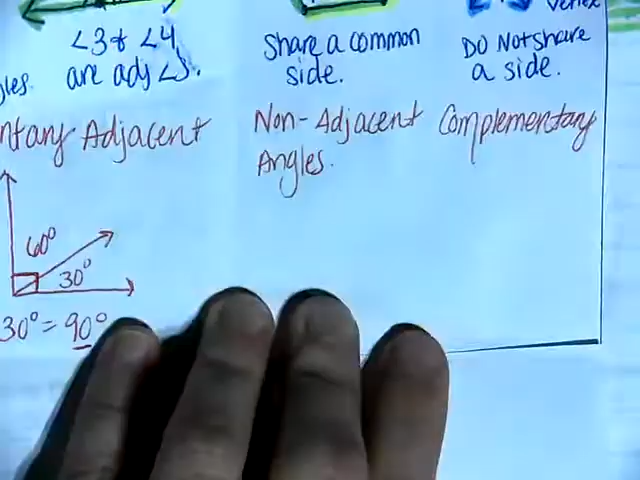 vertex
∠3 & ∠4
are adj ∠s.
Share a common
side.
Do Not share
a side.
Adjacent
Non-Adjacent
Angles.
Complementary
60°
30°
30° = 90°